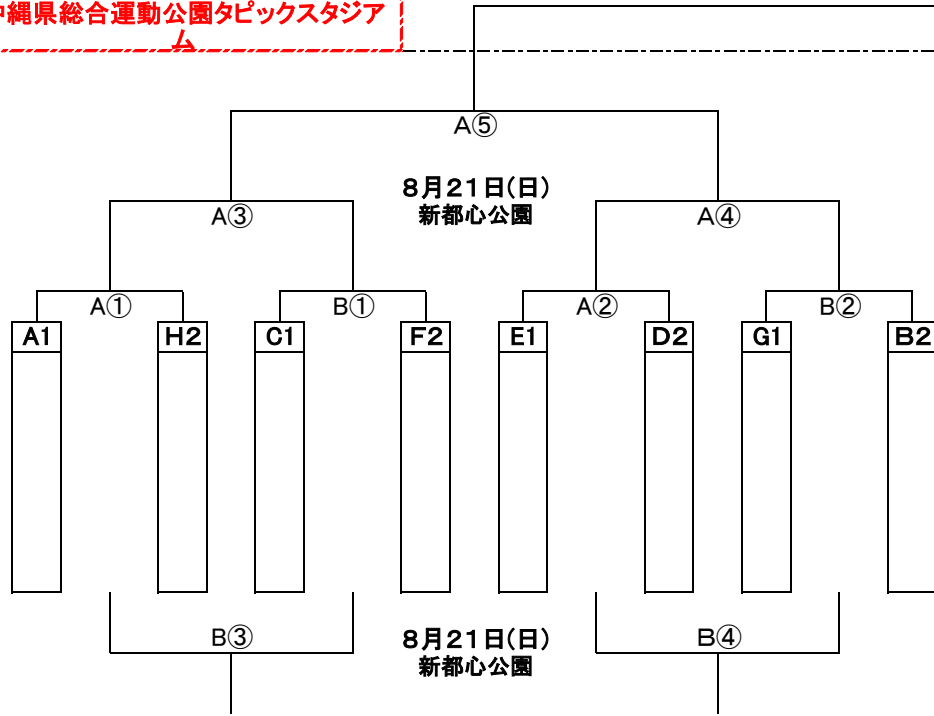 縄県総合運動公園タピックスタジア
ム
A⑤
８月２１日(日)
新都心公園
A③
A④
A①
B①
A②
B②
A1
H2
C1
F2
E1
D2
G1
B2
B③
B④
８月２１日(日)
新都心公園